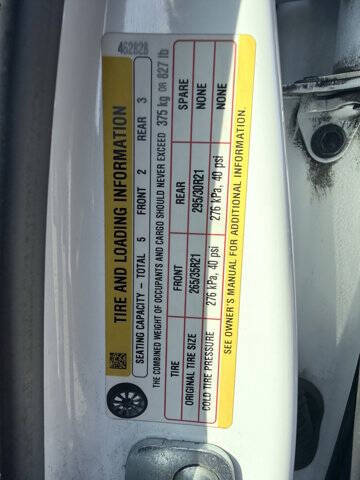 462828
TIRE AND LOADING INFORMATION
SEATING CAPACITY – TOTAL 5 FRONT 2 REAR 3
THE COMBINED WEIGHT OF OCCUPANTS AND CARGO SHOULD NEVER EXCEED 375 kg OR 827 lb
TIRE FRONT REAR SPARE
ORIGINAL TIRE SIZE 265/35R21 295/30R21 NONE
COLD TIRE PRESSURE 276 kPa, 40 psi 276 kPa, 40 psi NONE
SEE OWNER'S MANUAL FOR ADDITIONAL INFORMATION.